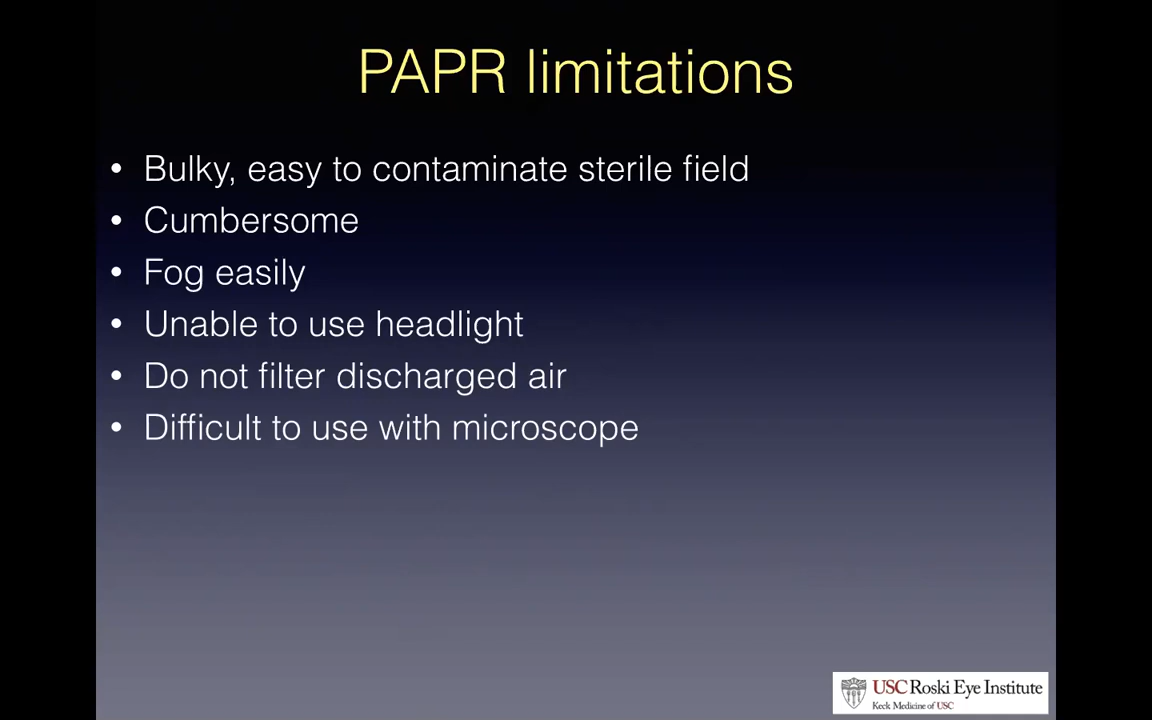 PAPR limitations
• Bulky, easy to contaminate sterile field
• Cumbersome
• Fog easily
• Unable to use headlight
• Do not filter discharged air
• Difficult to use with microscope
USC Roski Eye Institute
Keck Medicine of USC